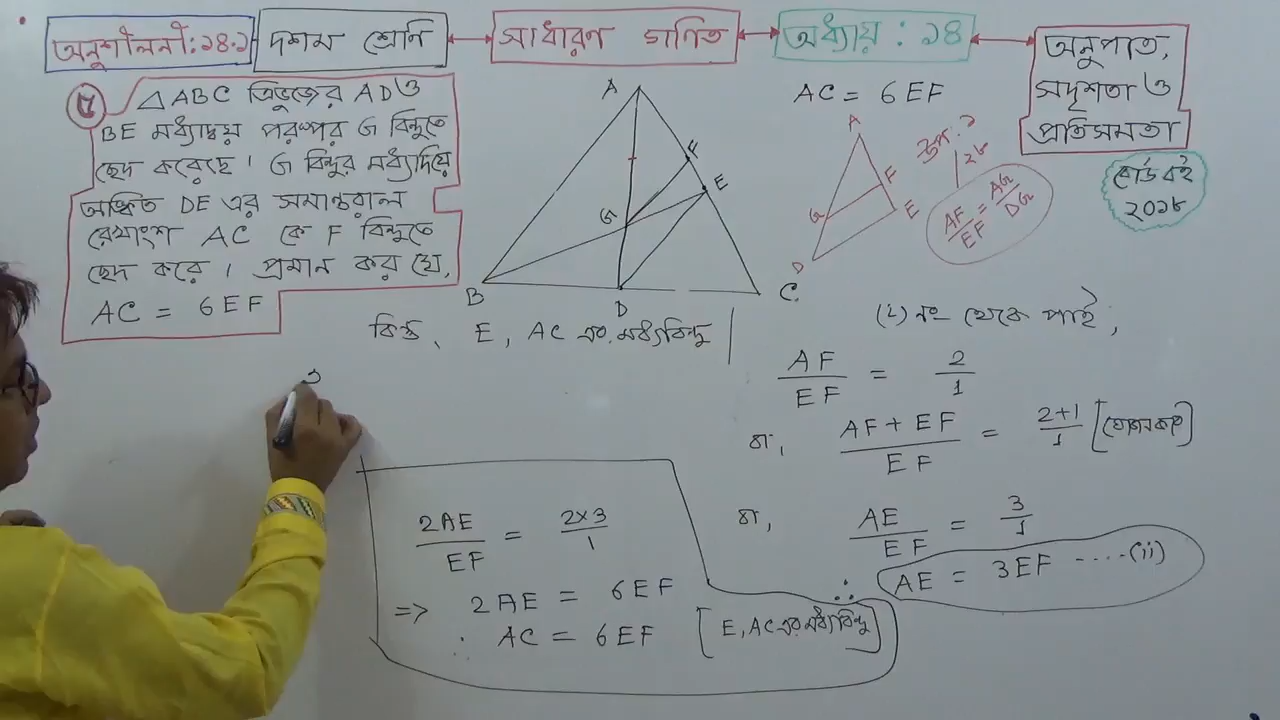 অনুশীলনী: ১৪.১
দশম শ্রেণি
সাধারণ গণিত
অধ্যায় : ১৪
অনুপাত,
সদৃশতা ও
প্রতিসমতা
বোর্ড বই
২০১৮
△ABC ত্রিভুজের AD ও
BE মধ্যমাদ্বয় পরস্পর G বিন্দুতে
ছেদ করেছে। G বিন্দুর মধ্যদিয়ে
অঙ্কিত DE এর সমান্তরাল
রেখাংশ AC কে F বিন্দুতে
ছেদ করে। প্রমান কর যে,
AC = 6EF
A
F
E
G
B
D
C
AC = 6EF
A
F
G
E
D
২৮
AF/EF = AG/DG
কিন্তু, E, AC এর মধ্যবিন্দু
(i) নং থেকে পাই,
AF/EF = 2/1
বা, (AF + EF)/EF = (2+1)/1 [যোজন করে]
বা, AE/EF = 3/1
∴ AE = 3EF ....(ii)
2AE/EF = (2×3)/1
=> 2AE = 6EF
∴ AC = 6EF [E, AC এর মধ্যবিন্দু]